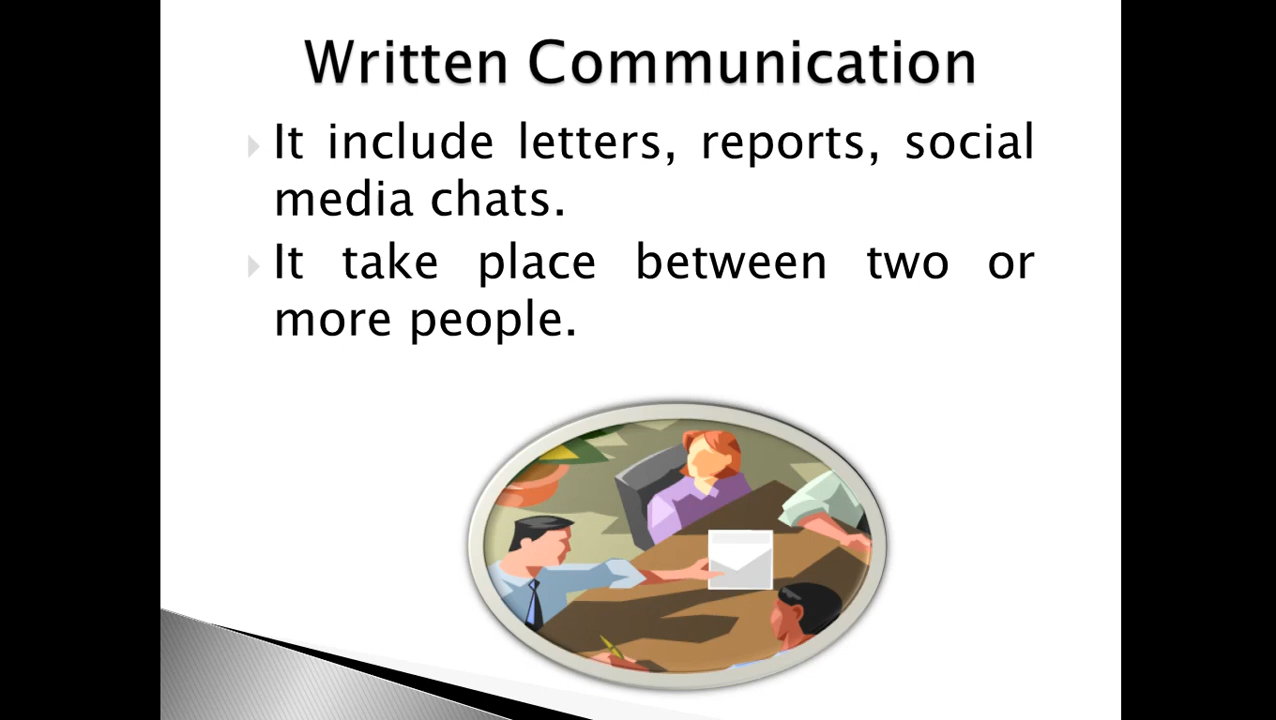 Written Communication
It include letters, reports, social
media chats.
It take place between two or
more people.